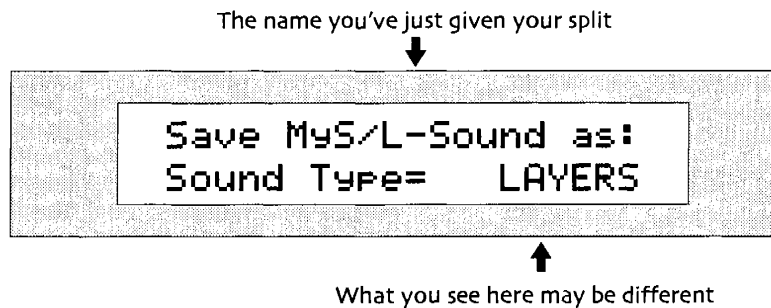 The name you've just given your split
Save MyS/L-Sound as:
Sound Type= LAYERS
What you see here may be different